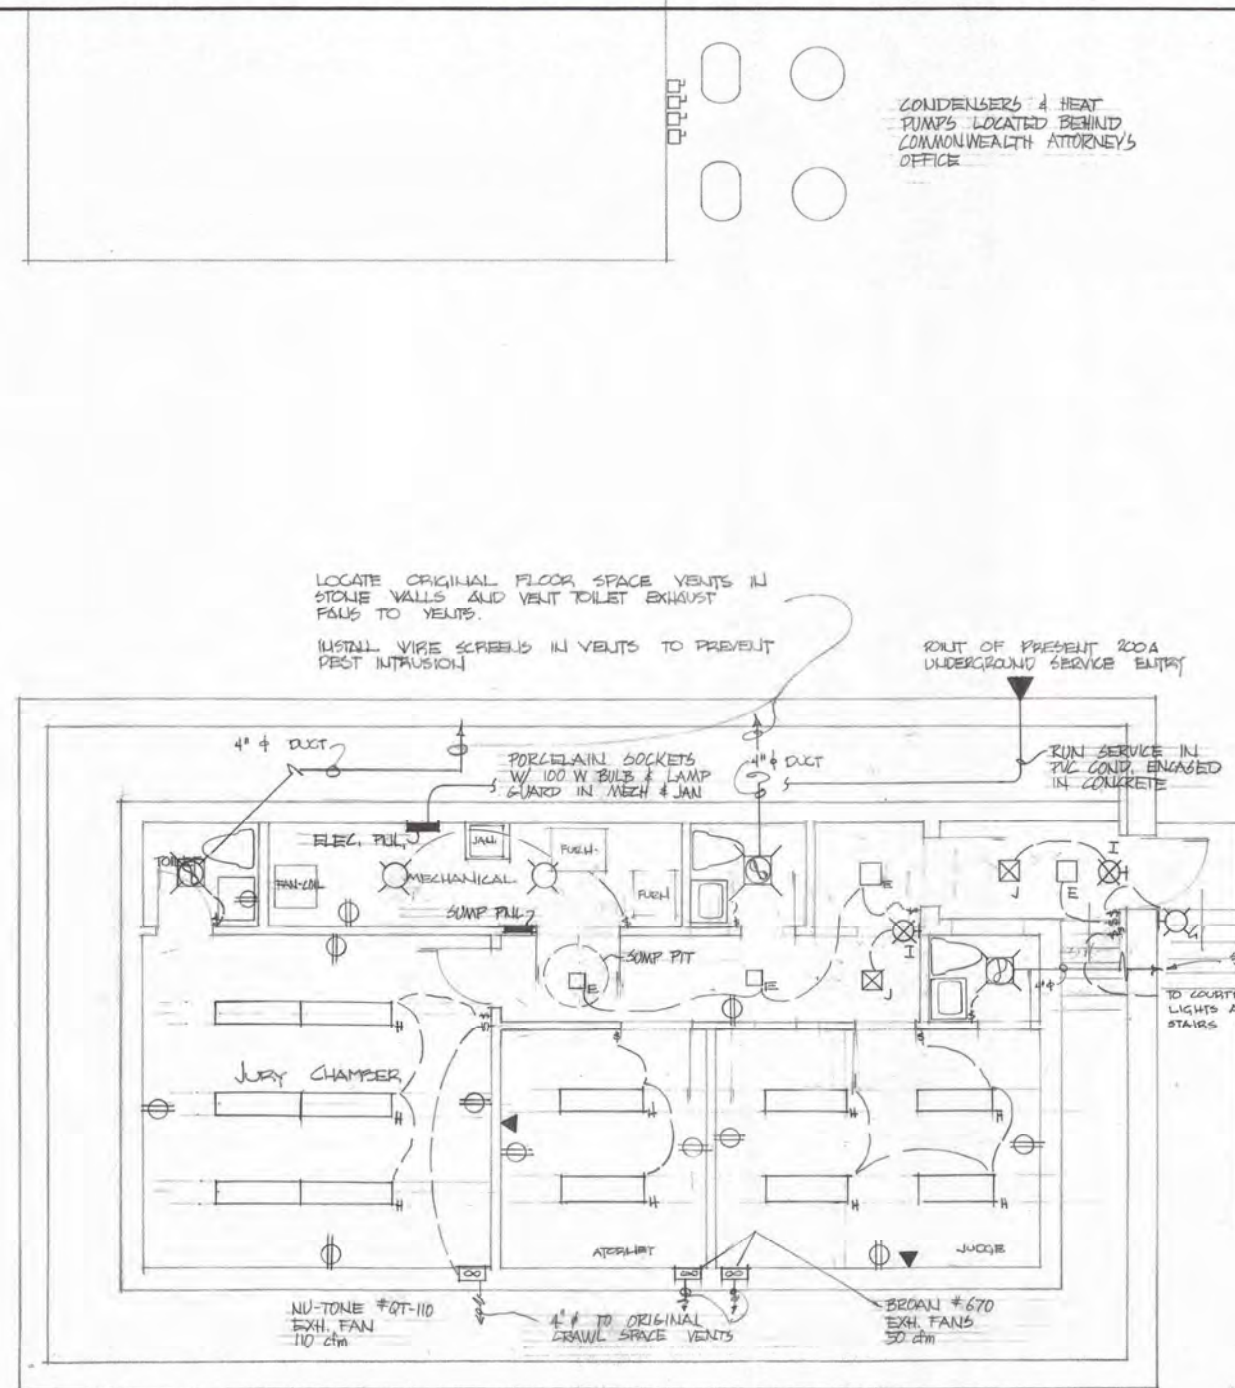 CONDENSERS & HEAT
PUMPS LOCATED BEHIND
COMMONWEALTH ATTORNEY'S
OFFICE
LOCATE ORIGINAL FLOOR SPACE VENTS IN
STONE WALLS AND VENT TOILET EXHAUST
FANS TO VENTS.
INSTALL WIRE SCREENS IN VENTS TO PREVENT
PEST INTRUSION
POINT OF PRESENT 200A
UNDERGROUND SERVICE ENTRY
4" ϕ DUCT
PORCELAIN SOCKETS
W/ 100 W BULB & LAMP
GUARD IN MECH & JAN
4" ϕ DUCT
RUN SERVICE IN
PVC COND. ENCASED
IN CONCRETE
ELEC. PNL.
JAN.
FURN.
TOILET
FAN-COIL
MECHANICAL
FURN
SUMP PNL
E
J
E
I
H
I
J
G
SUMP PIT
E
E
4" ϕ
TO
LIGHTS
STAIRS
$
$
$
$
H
JURY CHAMBER
H
H
H
H
H
H
H
H
ATORNEY
JUDGE
NU-TONE #QT-110
EXH. FAN
110 cfm
4" ϕ TO ORIGINAL
CRAWL SPACE VENTS
BROAN #670
EXH. FANS
50 cfm